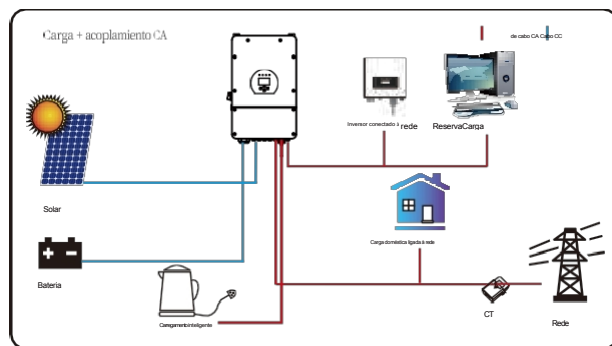 Carga + acoplamiento CA
de cabo CA Cabo CC
Inversor conectado à rede
ReservaCarga
Solar
Carga doméstica ligada à rede
Bateria
Carregamento inteligente
CT
Rede